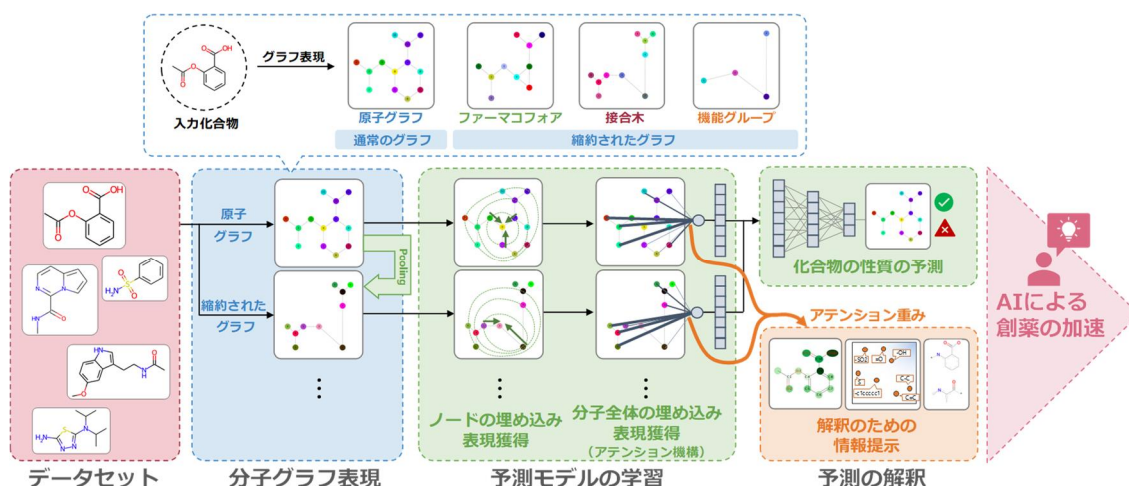 OH
O
O
O
入力化合物
グラフ表現
原子グラフ
ファーマコフォア
接合木
機能グループ
通常のグラフ
縮約されたグラフ
原子
グラフ
Pooling
縮約された
グラフ
ノードの埋め込み
表現獲得
分子全体の埋め込み
表現獲得
（アテンション機構）
化合物の性質の予測
アテンション重み
-SO2
=O
-OH
C-C
C=C
解釈のための
情報提示
AIによる
創薬の加速
データセット
分子グラフ表現
予測モデルの学習
予測の解釈